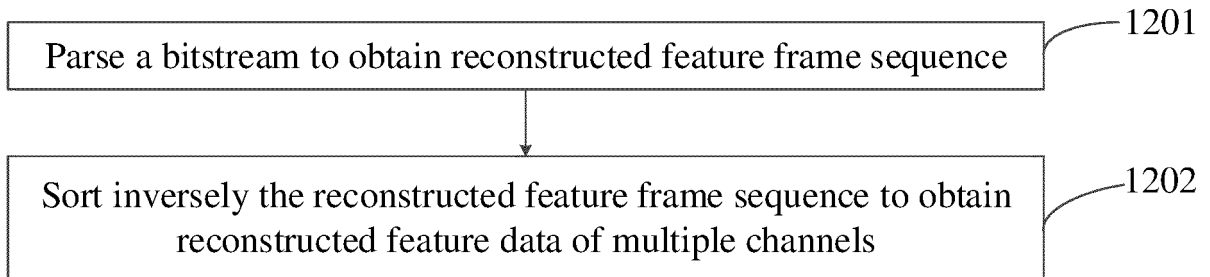 Parse a bitstream to obtain reconstructed feature frame sequence
1201
Sort inversely the reconstructed feature frame sequence to obtain
reconstructed feature data of multiple channels
1202